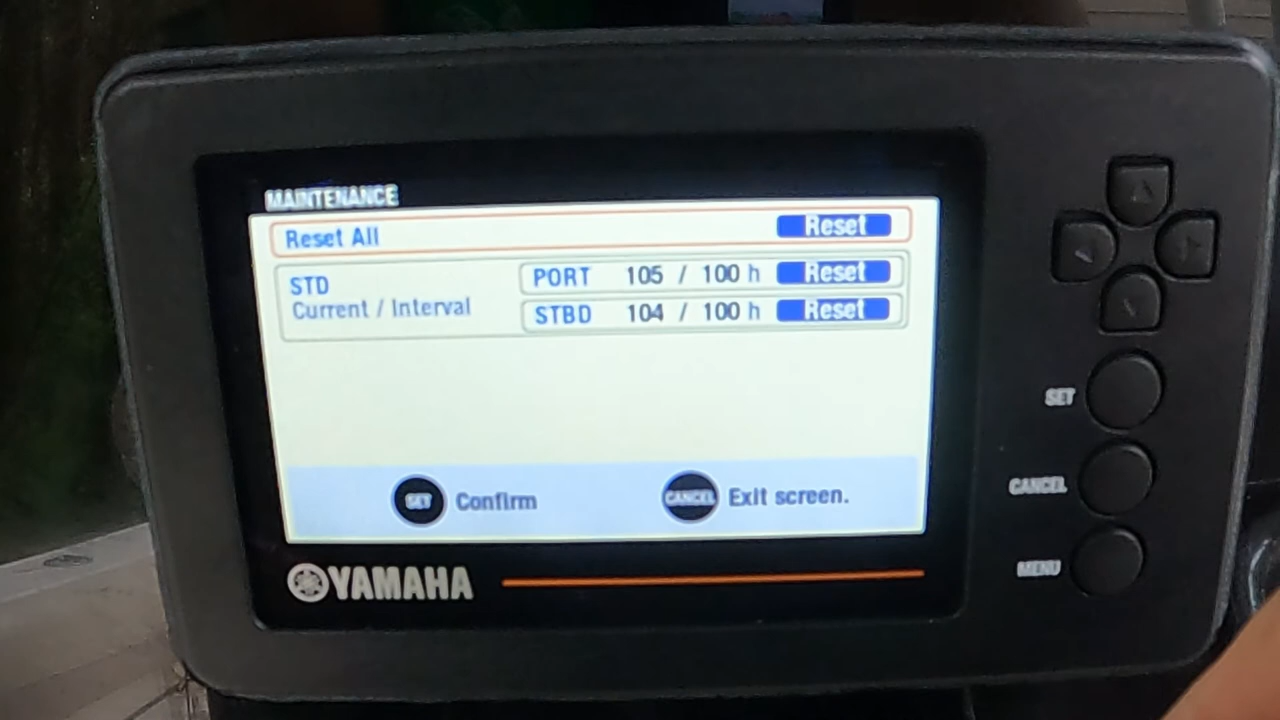 MAINTENANCE
Reset All Reset
STD
Current / Interval
PORT 105 / 100 h Reset
STBD 104 / 100 h Reset
SET Confirm
CANCEL Exit screen.
YAMAHA
SET
CANCEL
MENU